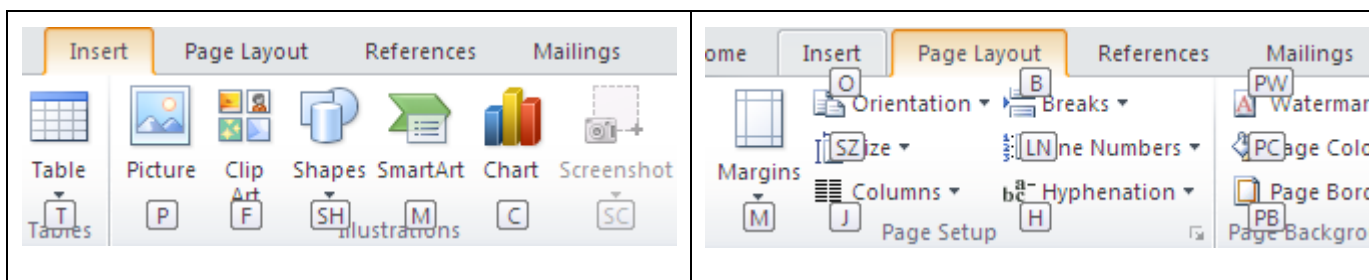 Insert Page Layout References Mailings
Table Picture Clip Art Shapes SmartArt Chart Screenshot
T P F SH M C SC
Tables Illustrations
ome Insert Page Layout References Mailings
O B PW
Orientation Breaks Watermar
SZ ize LN ne Numbers PC age Colo
Margins
Columns Hyphenation Page Bord
M J H PB
Page Setup Page Backgro